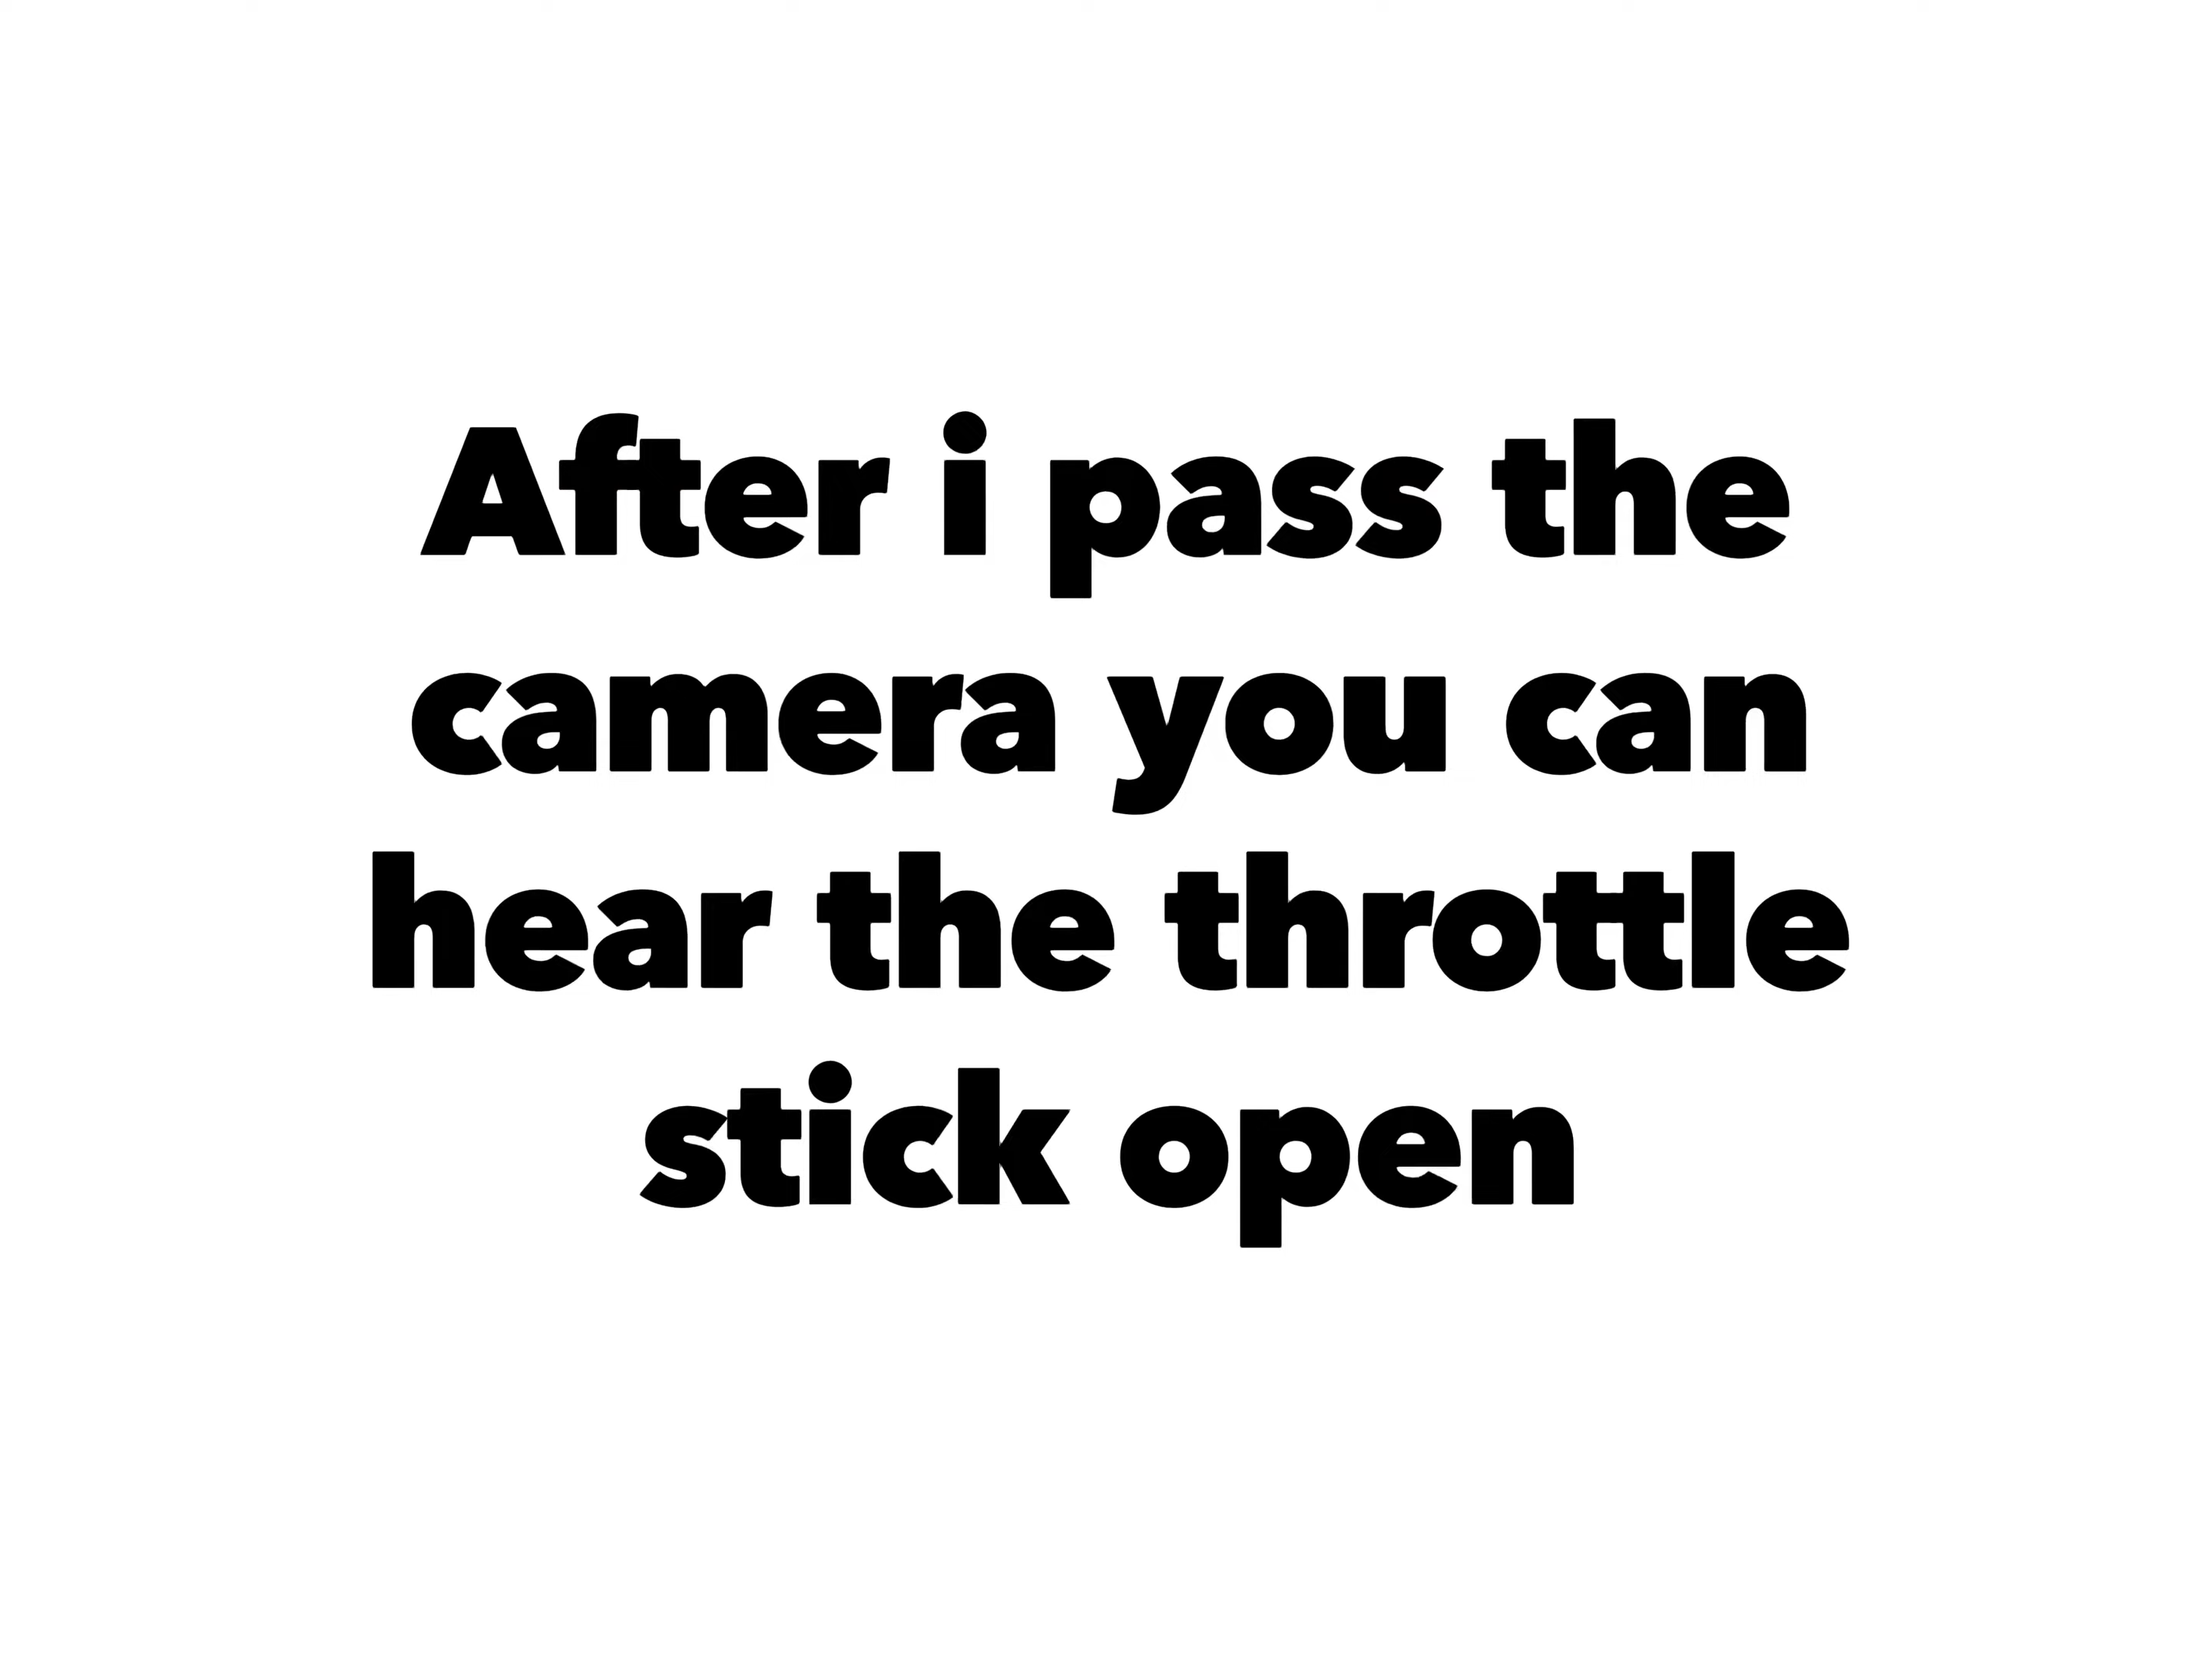 After i pass the
camera you can
hear the throttle
stick open